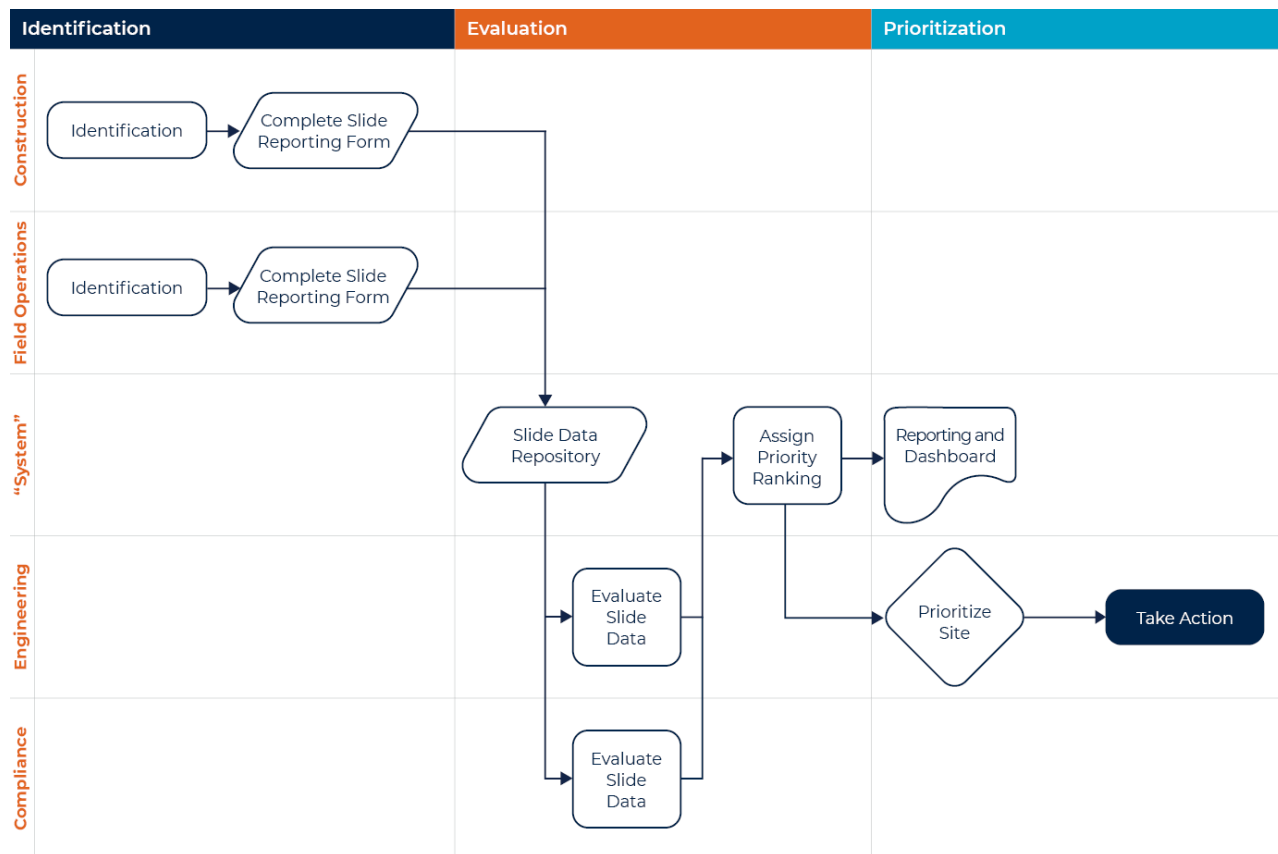 Identification
Evaluation
Prioritization
Construction
Identification
Complete Slide
Reporting Form
Field Operations
Identification
Complete Slide
Reporting Form
“System”
Slide Data
Repository
Assign
Priority
Ranking
Reporting and
Dashboard
Engineering
Evaluate
Slide
Data
Prioritize
Site
Take Action
Compliance
Evaluate
Slide
Data